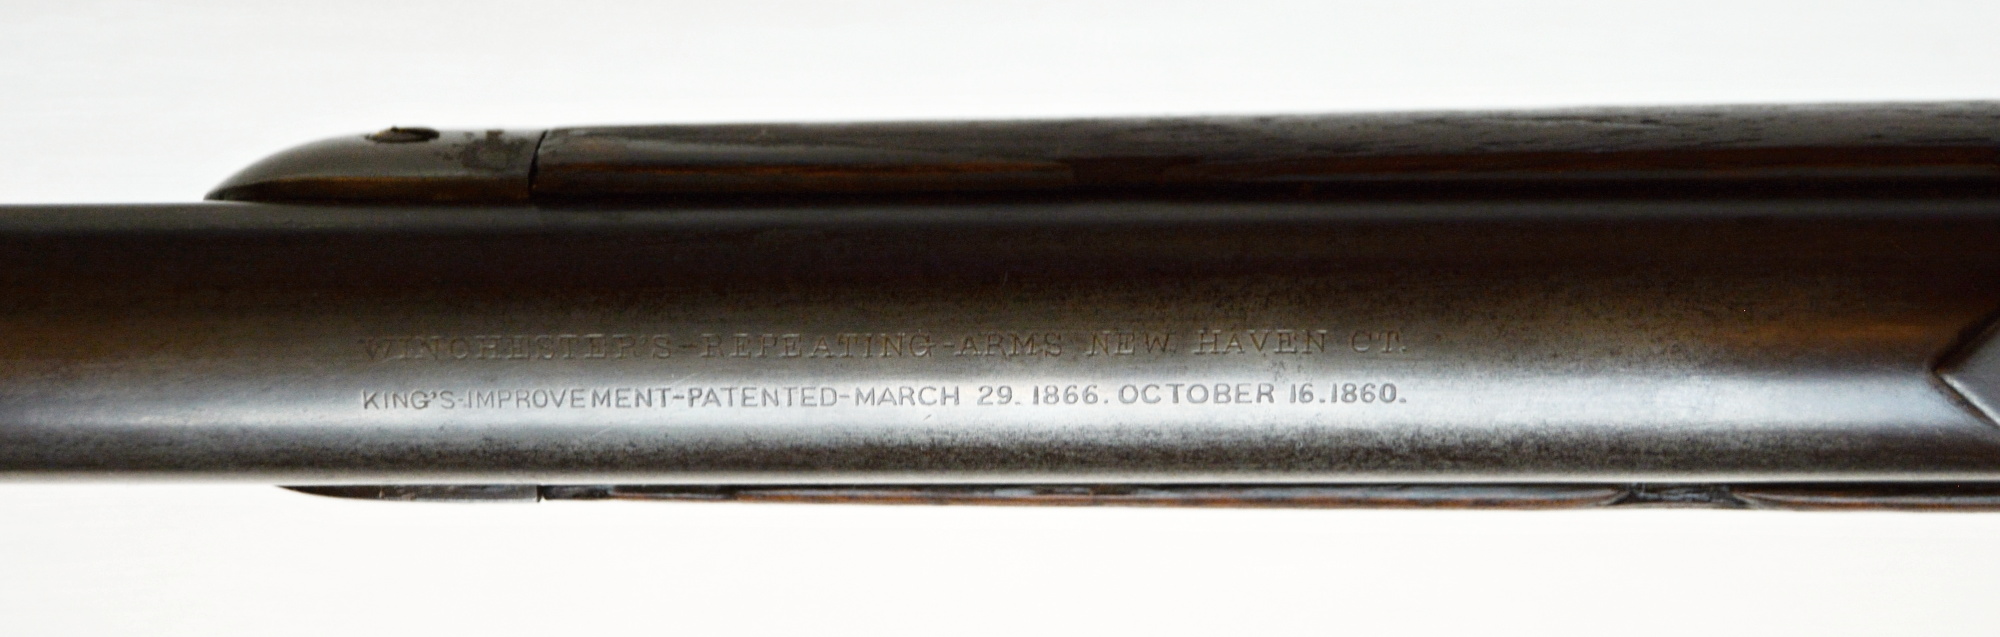 WINCHESTER'S-REPEATING-ARMS NEW HAVEN CT.
KING'S-IMPROVEMENT-PATENTED-MARCH 29. 1866. OCTOBER 16. 1860.